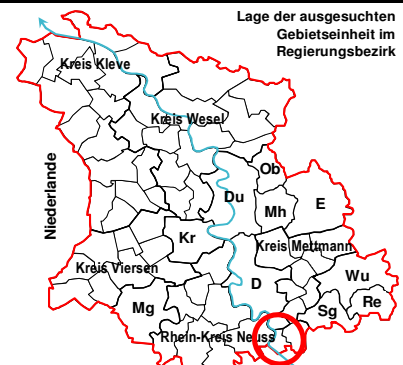 Lage der ausgesuchten
Gebietseinheit im
Regierungsbezirk
Kreis Kleve
Kreis Wesel
Niederlande
Ob
Du
Mh
E
Kr
Kreis Mettmann
Kreis Viersen
Wu
D
Mg
Sg
Re
Rhein-Kreis Neuss